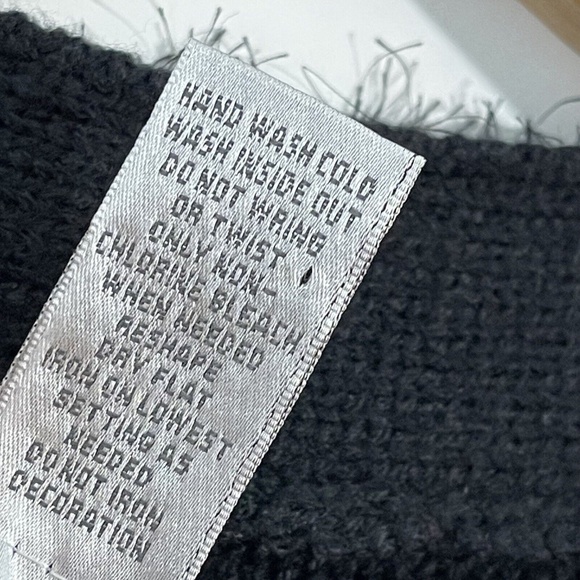 HAND WASH COLD
WASH INSIDE OUT
DO NOT WRING
OR TWIST
ONLY NON-
CHLORINE BLEACH
WHEN NEEDED
RESHAPE
DRY FLAT
IRON ON LOWEST
SETTING AS
NEEDED
DO NOT IRON
DECORATION